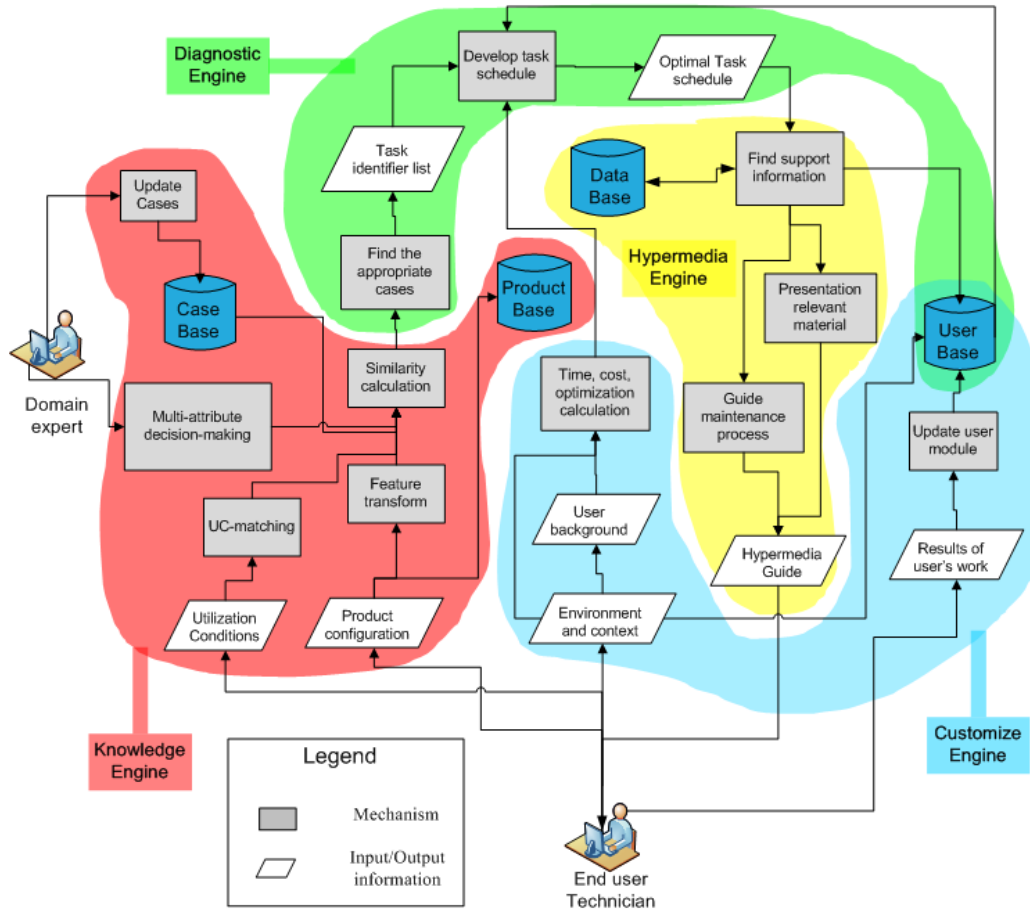 Diagnostic
Engine
Develop task
schedule
Optimal Task
schedule
Task
identifier list
Find support
information
Data
Base
Update
Cases
Find the
appropriate
cases
Hypermedia
Engine
Presentation
relevant
material
Product
Base
Case
Base
User
Base
Domain
expert
Similarity
calculation
Time, cost,
optimization
calculation
Multi-attribute
decision-making
Guide
maintenance
process
Update user
module
Feature
transform
UC-matching
User
background
Hypermedia
Guide
Results of
user's work
Utilization
Conditions
Product
configuration
Environment
and context
Knowledge
Engine
Customize
Engine
Legend
Mechanism
Input/Output
information
End user
Technician